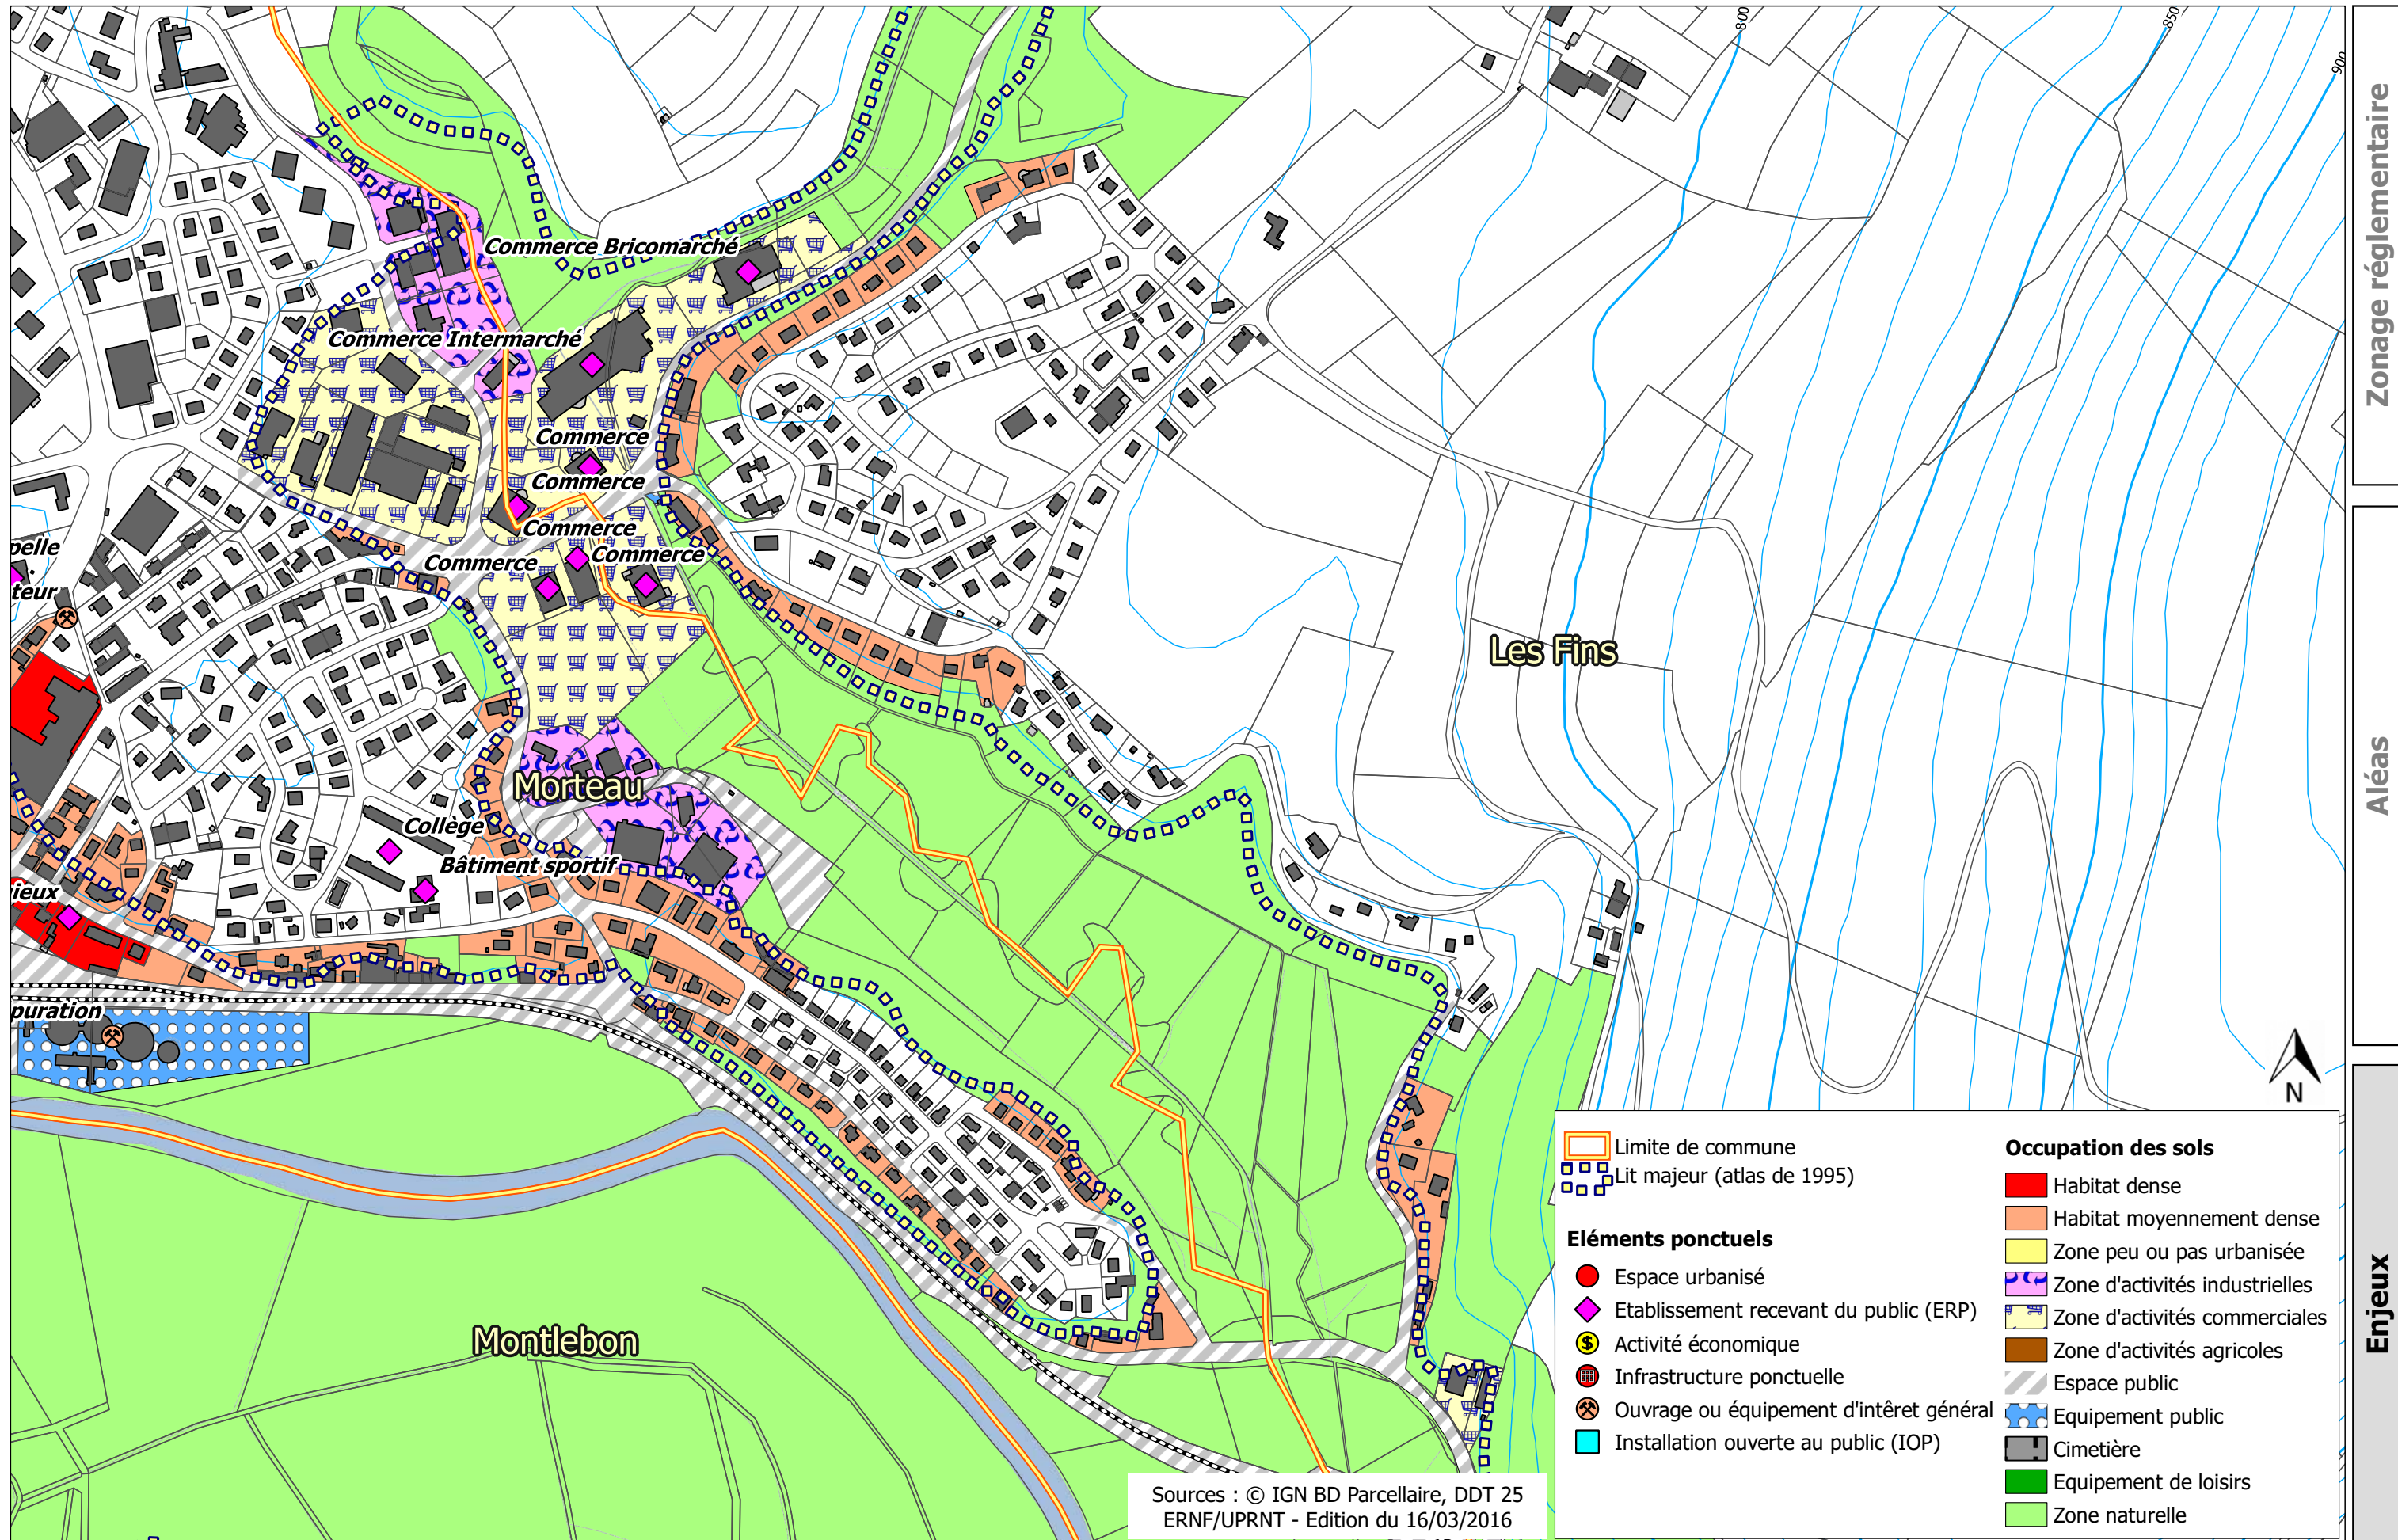 800
850
900
Zonage réglementaire
Aléas
Enjeux
Commerce Bricomarché
Commerce Intermarché
Commerce
Commerce
Commerce
Commerce
Commerce
pelle
teur
Les Fins
Morteau
Collège
Bâtiment sportif
ieux
puration
Montlebon
N
Limite de commune
Lit majeur (atlas de 1995)
Eléments ponctuels
Espace urbanisé
Etablissement recevant du public (ERP)
$ Activité économique
Infrastructure ponctuelle
Ouvrage ou équipement d'intêret général
Installation ouverte au public (IOP)
Occupation des sols
Habitat dense
Habitat moyennement dense
Zone peu ou pas urbanisée
Zone d'activités industrielles
Zone d'activités commerciales
Zone d'activités agricoles
Espace public
Equipement public
Cimetière
Equipement de loisirs
Zone naturelle
Sources : © IGN BD Parcellaire, DDT 25
ERNF/UPRNT - Edition du 16/03/2016